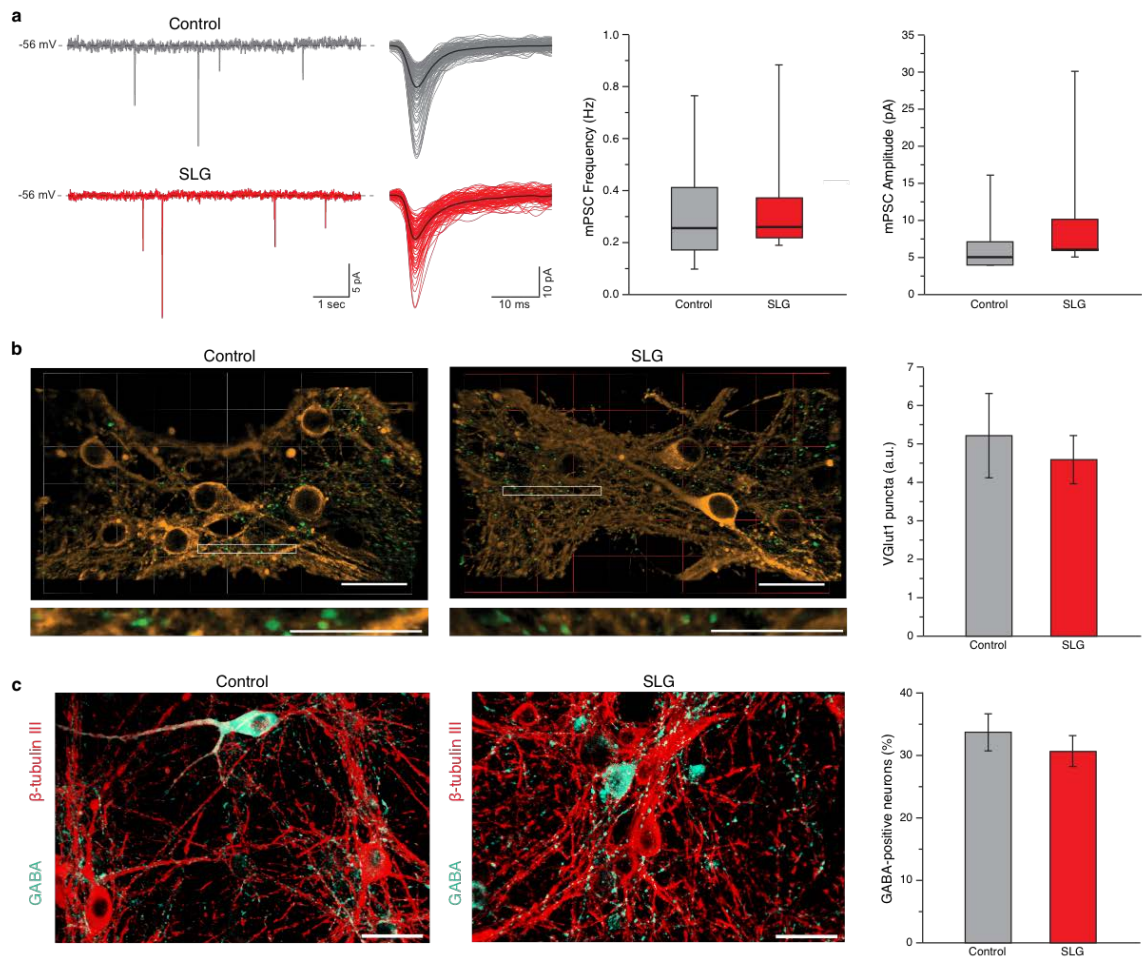 a
Control
-56 mV
SLG
-56 mV
1 sec
5 pA
10 ms
10 pA
mPSC Frequency (Hz)
1.0
0.8
0.6
0.4
0.2
0.0
Control SLG
mPSC Amplitude (pA)
35
30
25
20
15
10
5
0
Control SLG
b
Control
SLG
VGlut1 puncta (a.u.)
7
6
5
4
3
2
1
0
Control SLG
c
Control
GABA β-tubulin III
SLG
GABA β-tubulin III
GABA-positive neurons (%)
40
30
20
10
0
Control SLG